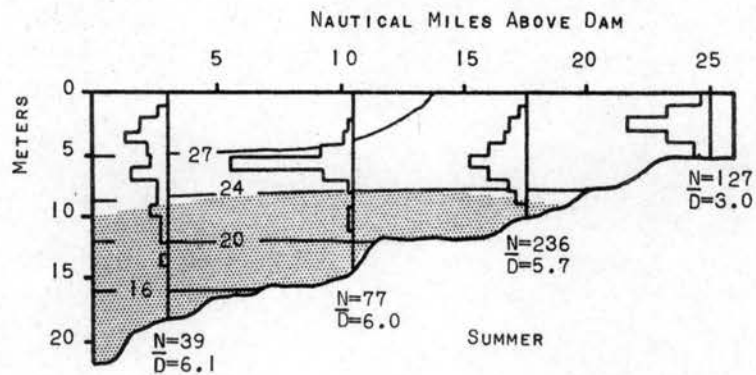 NAUTICAL MILES ABOVE DAM
5 10 15 20 25
METERS
0
5
10
15
20
27
24
20
16
N=39
D̅=6.1
N=77
D̅=6.0
N=236
D̅=5.7
N=127
D̅=3.0
SUMMER